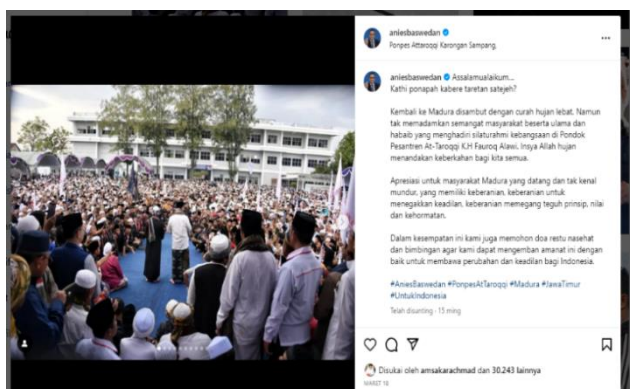 aniesbaswedan
Ponpes Attaroqqi Karongan Sampang.
aniesbaswedan Assalamualaikum...
Kathi ponapah kabere taretan satejeh?
Kembali ke Madura disambut dengan curah hujan lebat. Namun
tak memadamkan semangat masyarakat beserta ulama dan
habaib yang menghadiri silaturahmi kebangsaan di Pondok
Pesantren At-Taroqqi K.H Fauroq Alawi, Insya Allah hujan
menandakan keberkahan bagi kita semua.
Apresiasi untuk masyarakat Madura yang datang dan tak kenal
mundur, yang memiliki keberanian, keberanian untuk
menegakkan keadilan, keberanian memegang teguh prinsip, nilai
dan kehormatan.
Dalam kesempatan ini kami juga memohon doa restu nasehat
dan bimbingan agar kami dapat mengemban amanat ini dengan
baik untuk membawa perubahan dan keadilan bagi Indonesia.
#AniesBaswedan #PonpesAtTaroqqi #Madura #JawaTimur
#UntukIndonesia
Telah disunting · 15 ming
Disukai oleh amsakarachmad dan 30.243 lainnya
MARET 18